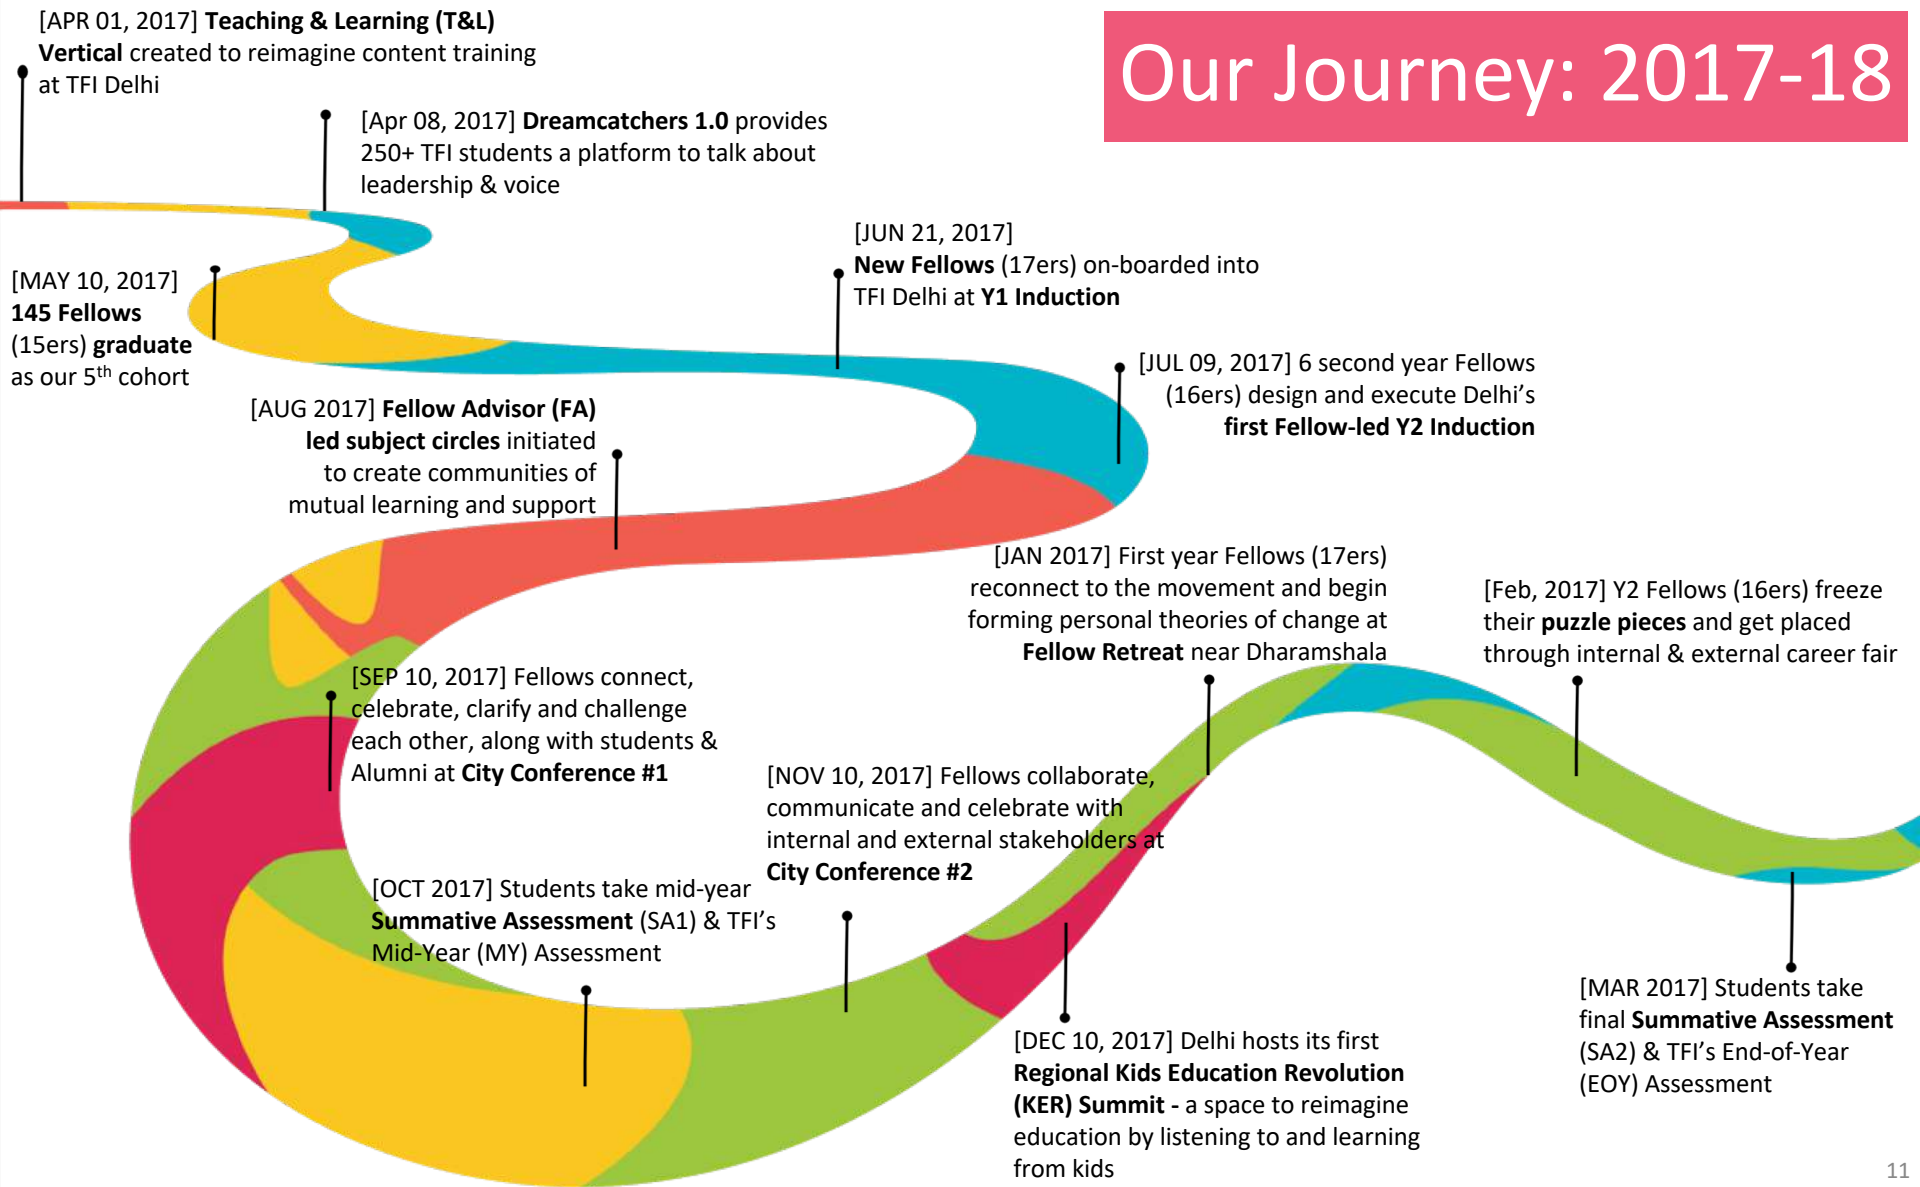 Our Journey: 2017-18
[APR 01, 2017] Teaching & Learning (T&L)
Vertical created to reimagine content training
at TFI Delhi
[Apr 08, 2017] Dreamcatchers 1.0 provides
250+ TFI students a platform to talk about
leadership & voice
[MAY 10, 2017]
145 Fellows
(15ers) graduate
as our 5th cohort
[JUN 21, 2017]
New Fellows (17ers) on-boarded into
TFI Delhi at Y1 Induction
[JUL 09, 2017] 6 second year Fellows
(16ers) design and execute Delhi’s
first Fellow-led Y2 Induction
[AUG 2017] Fellow Advisor (FA)
led subject circles initiated
to create communities of
mutual learning and support
[SEP 10, 2017] Fellows connect,
celebrate, clarify and challenge
each other, along with students &
Alumni at City Conference #1
[OCT 2017] Students take mid-year
Summative Assessment (SA1) & TFI’s
Mid-Year (MY) Assessment
[NOV 10, 2017] Fellows collaborate,
communicate and celebrate with
internal and external stakeholders at
City Conference #2
[DEC 10, 2017] Delhi hosts its first
Regional Kids Education Revolution
(KER) Summit - a space to reimagine
education by listening to and learning
from kids
[JAN 2017] First year Fellows (17ers)
reconnect to the movement and begin
forming personal theories of change at
Fellow Retreat near Dharamshala
[Feb, 2017] Y2 Fellows (16ers) freeze
their puzzle pieces and get placed
through internal & external career fair
[MAR 2017] Students take
final Summative Assessment
(SA2) & TFI’s End-of-Year
(EOY) Assessment
11